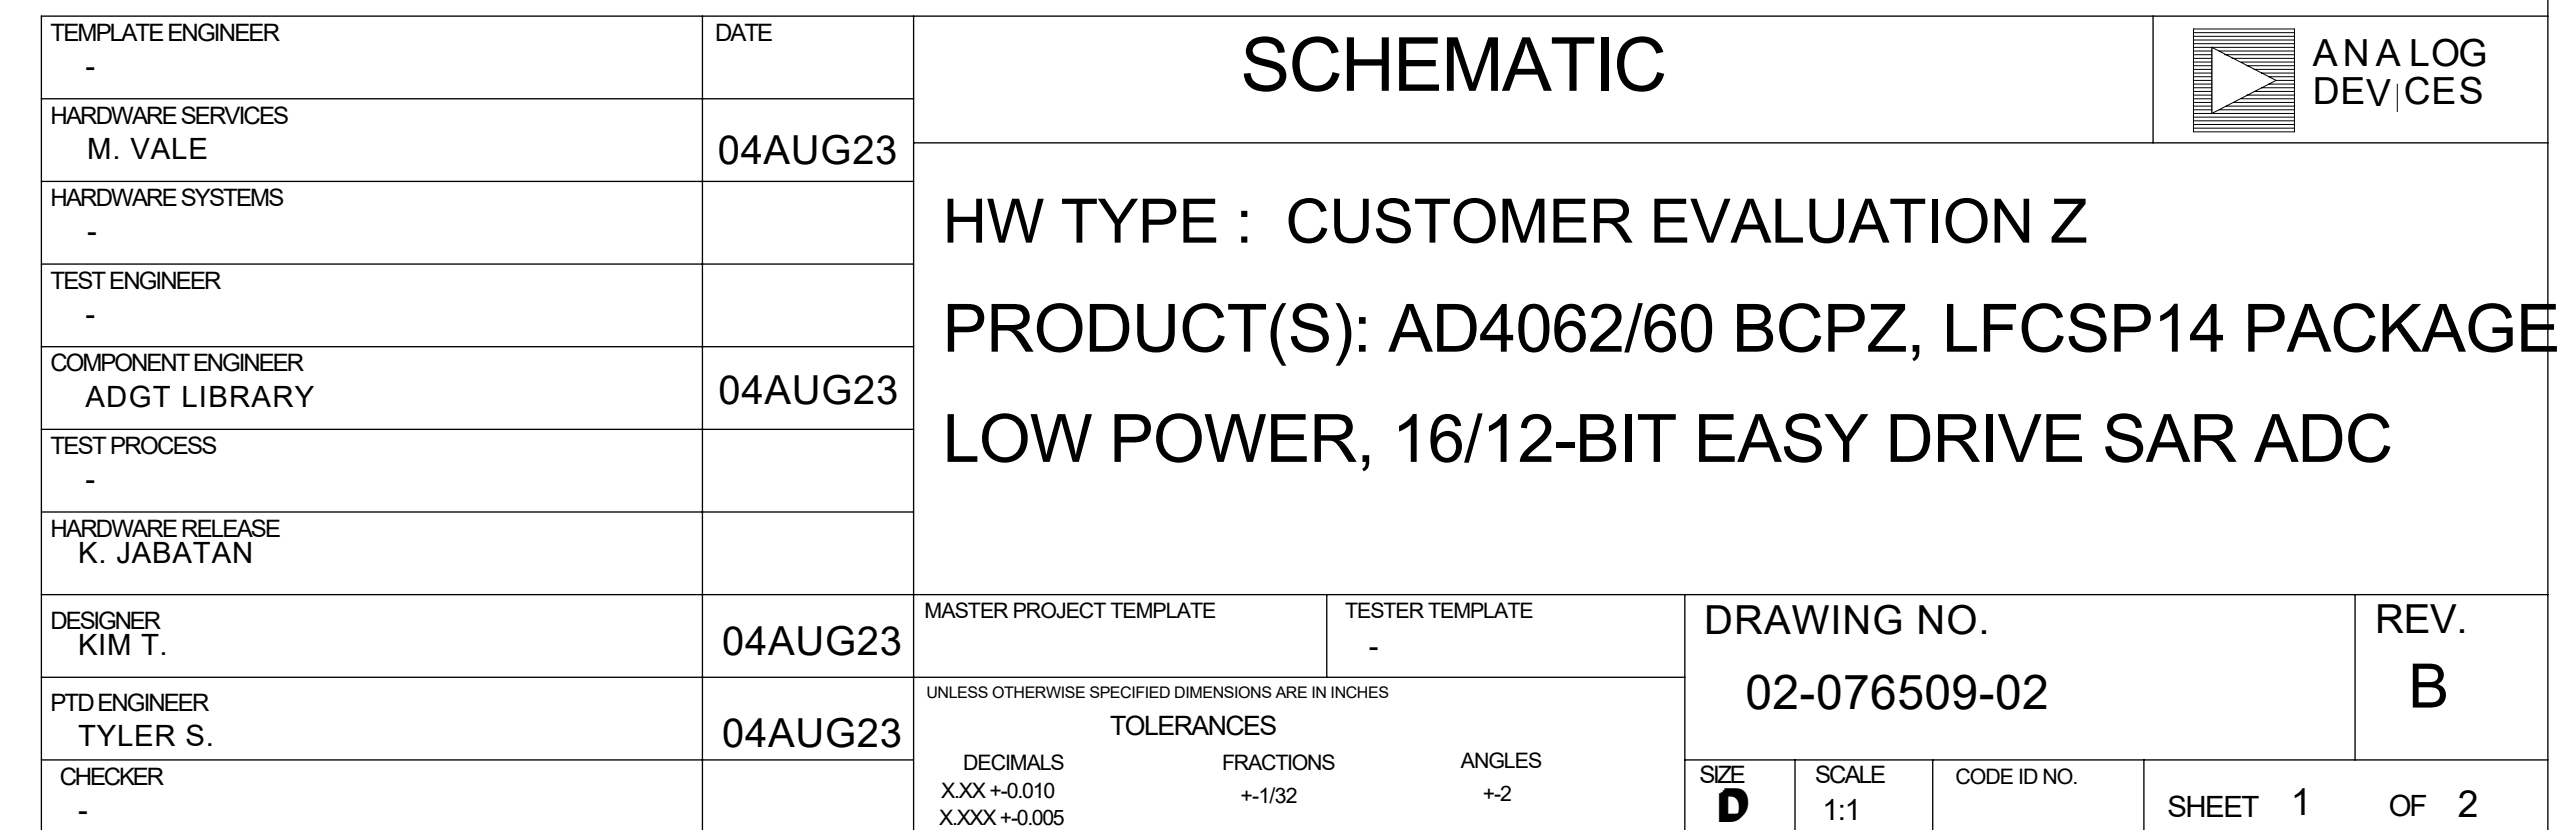 TEMPLATE ENGINEER
-
DATE
HARDWARE SERVICES
M. VALE
04AUG23
HARDWARE SYSTEMS
-
TEST ENGINEER
-
COMPONENT ENGINEER
ADGT LIBRARY
04AUG23
TEST PROCESS
-
HARDWARE RELEASE
K. JABATAN
DESIGNER
KIM T.
04AUG23
PTD ENGINEER
TYLER S.
04AUG23
CHECKER
-
SCHEMATIC
ANALOG
DEVICES
HW TYPE : CUSTOMER EVALUATION Z
PRODUCT(S): AD4062/60 BCPZ, LFCSP14 PACKAGE
LOW POWER, 16/12-BIT EASY DRIVE SAR ADC
MASTER PROJECT TEMPLATE
TESTER TEMPLATE
-
UNLESS OTHERWISE SPECIFIED DIMENSIONS ARE IN INCHES
TOLERANCES
DECIMALS
X.XX +-0.010
X.XXX +-0.005
FRACTIONS
+-1/32
ANGLES
+-2
DRAWING NO.
02-076509-02
REV.
B
SIZE
D
SCALE
1:1
CODE ID NO.
SHEET 1 OF 2